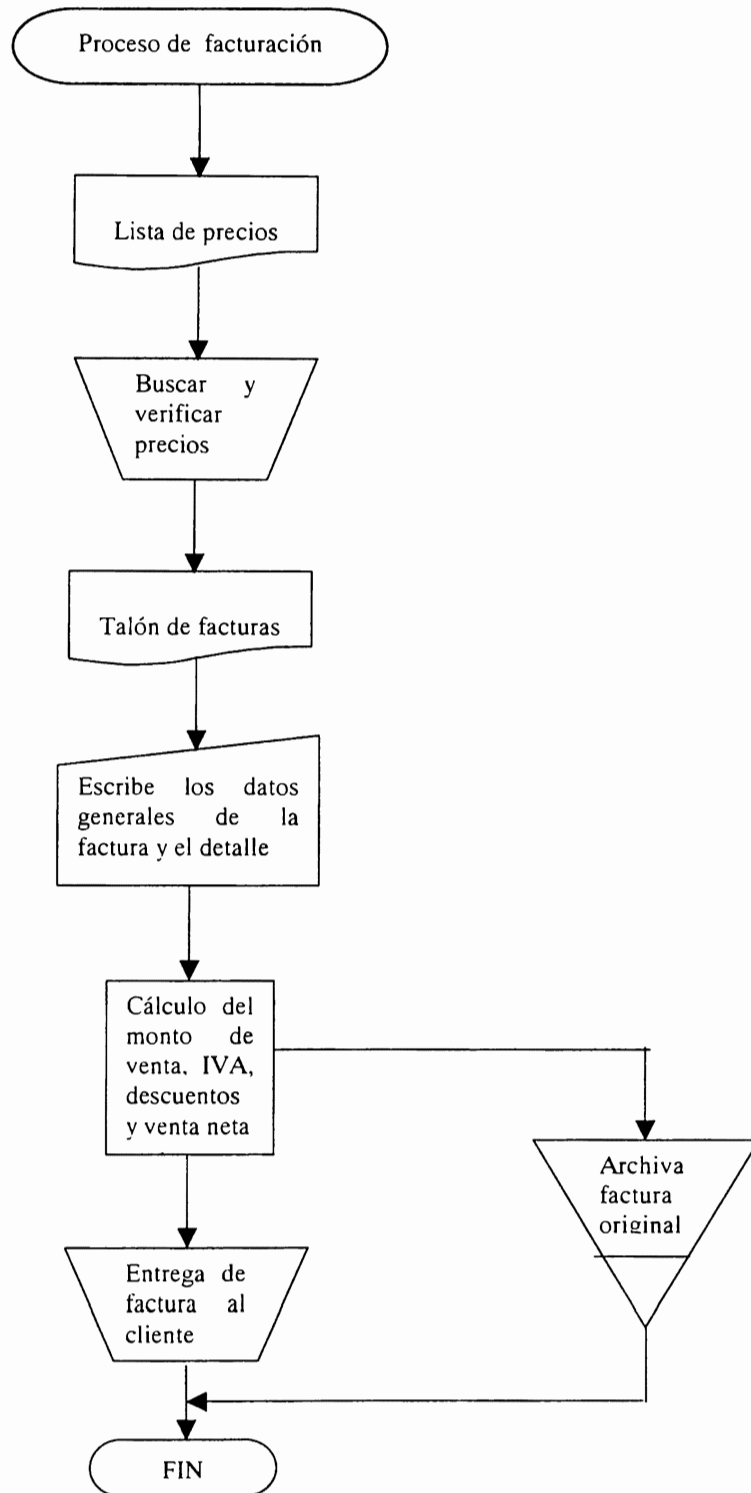 Proceso de facturación
Lista de precios
Buscar y
verificar
precios
Talón de facturas
Escribe los datos
generales de la
factura y el detalle
Cálculo del
monto de
venta, IVA,
descuentos
y venta neta
Archiva
factura
original
Entrega de
factura al
cliente
FIN